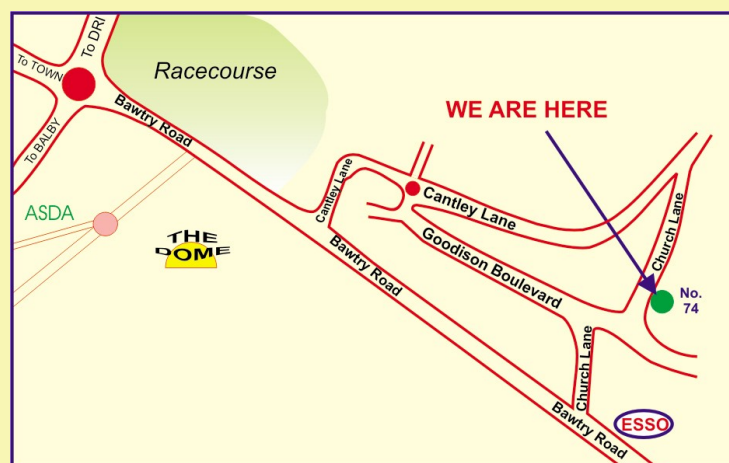 To DRI
To TOWN
To BALBY
Racecourse
Bawtry Road
WE ARE HERE
ASDA
THE
DOME
Cantley Lane
Cantley Lane
Goodison Boulevard
Church Lane
Bawtry Road
No.
74
Church Lane
Bawtry Road
ESSO